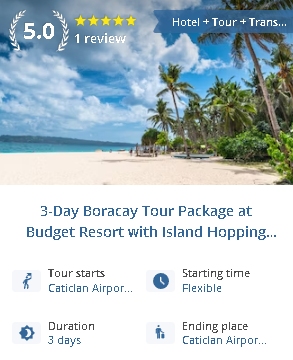 5.0
1 review
Hotel + Tour + Trans...
3-Day Boracay Tour Package at
Budget Resort with Island Hopping...
Tour starts
Caticlan Airpor...
Starting time
Flexible
Duration
3 days
Ending place
Caticlan Airpor...